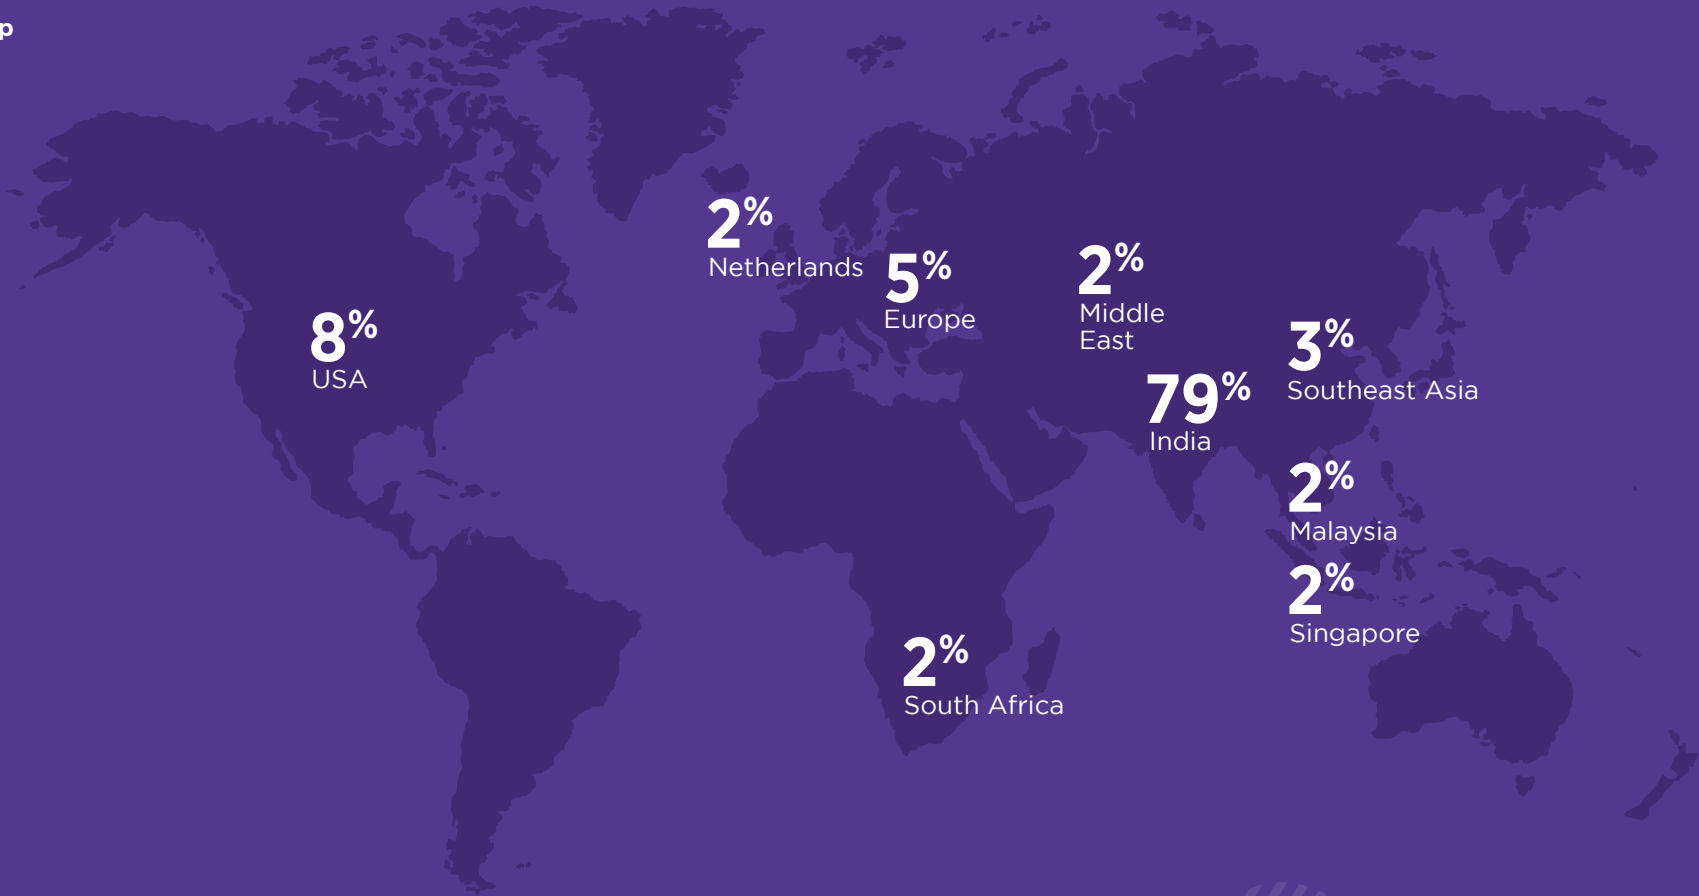 p
2%
Netherlands
5%
Europe
2%
Middle
East
8%
USA
3%
Southeast Asia
79%
India
2%
Malaysia
2%
Singapore
2%
South Africa